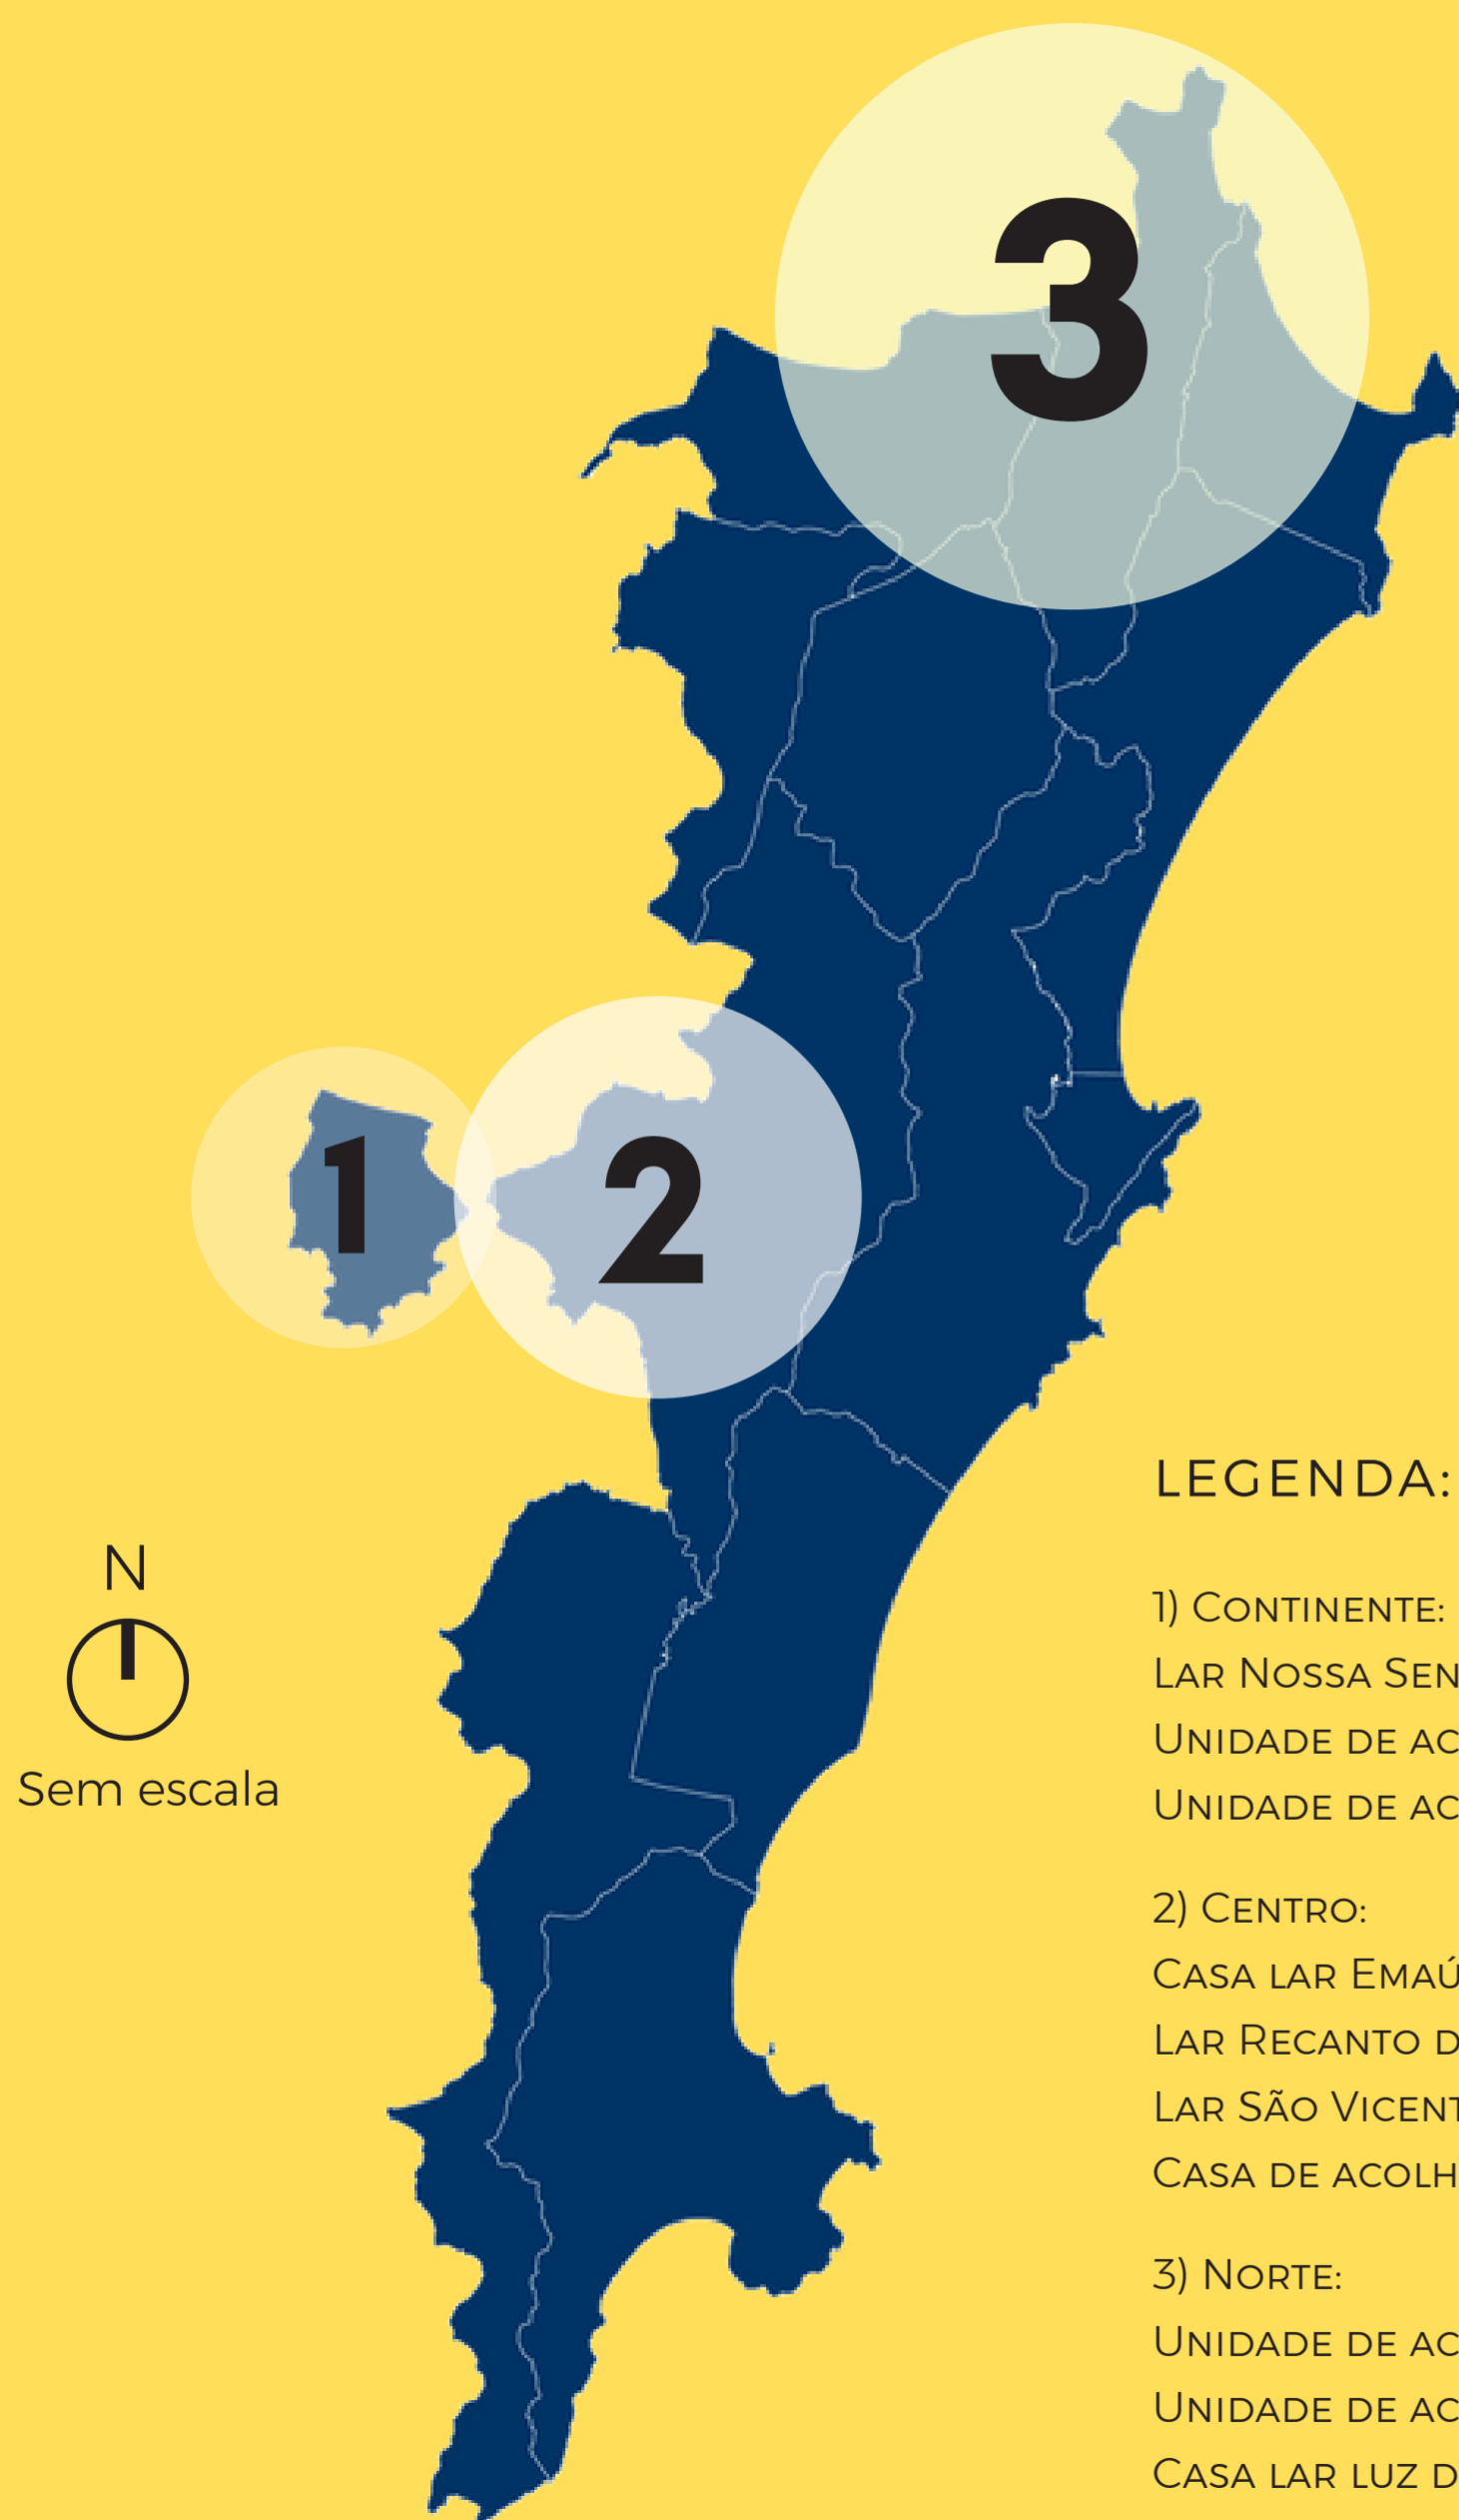 3
1
2
N
Sem escala
LEGENDA:
1) CONTINENTE:
LAR NOSSA
UNIDADE DE
UNIDADE DE
2) CENTRO:
CASA LAR
LAR RECANTO
LAR SÃO
CASA DE
3) NORTE:
UNIDADE DE
UNIDADE DE
CASA LAR LUZ